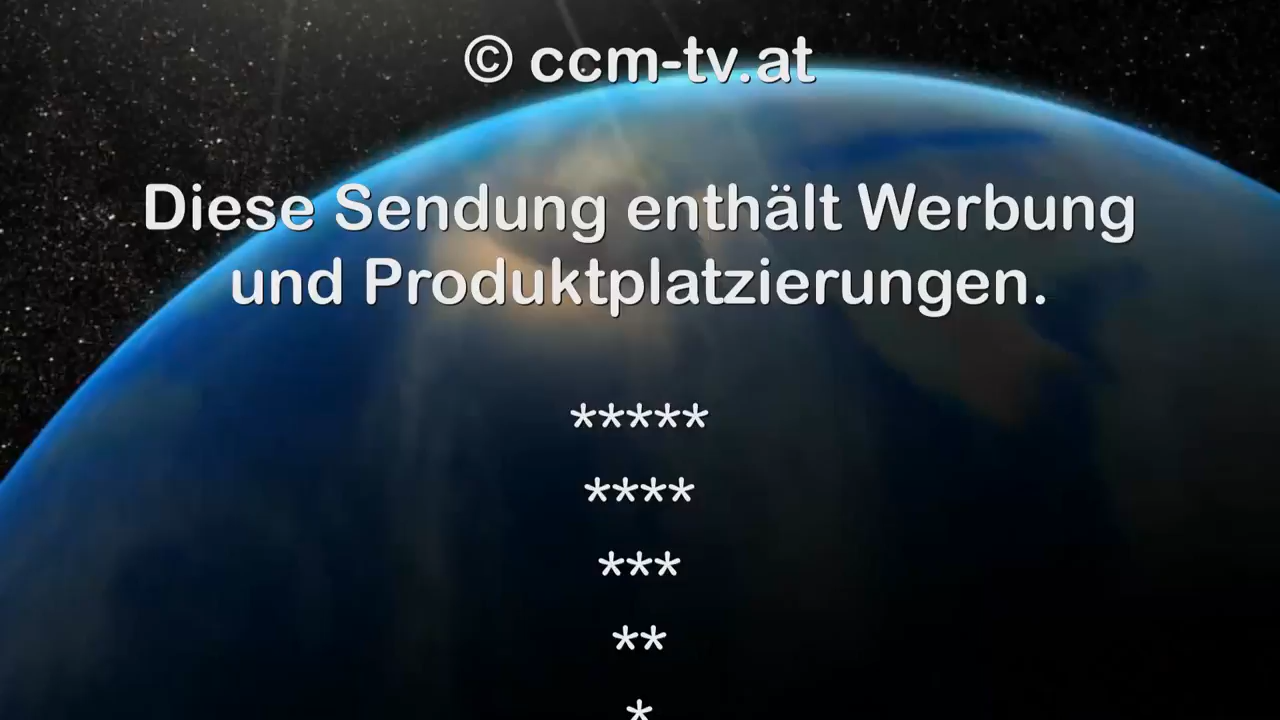 © ccm-tv.at
Diese Sendung enthält Werbung
und Produktplatzierungen.
*****
****
***
**
*